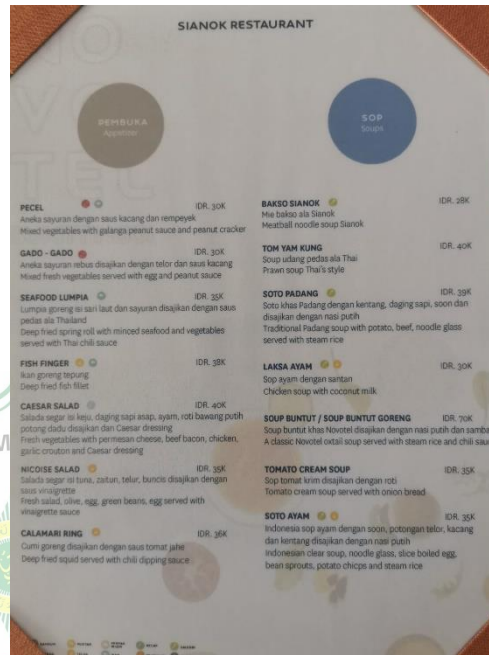 SIANOK RESTAURANT
PEMBUKA
Appetizer
PECEL IDR. 30K
Aneka sayuran dengan saus kacang dan rempeyek
Mixed vegetables with galanga peanut sauce and peanut cracker
GADO - GADO IDR. 30K
Aneka sayuran rebus disajikan dengan telor dan saus kacang
Mixed fresh vegetables served with egg and peanut sauce
SEAFOOD LUMPIA IDR. 35K
Lumpia goreng isi sari laut dan sayuran disajikan dengan saus
pedas ala Thailand
Deep fried spring roll with minced seafood and vegetables
served with Thai chili sauce
FISH FINGER IDR. 38K
Ikan goreng tepung
Deep fried fish fillet
CAESAR SALAD IDR. 40K
Salada segar isi keju, daging sapi asap, ayam, roti bawang putih
potong dadu disajikan dan Caesar dressing
Fresh vegetables with permesan cheese, beef bacon, chicken,
garlic crouton and Caesar dressing
NICOISE SALAD IDR. 35K
Salada segar isi tuna, zaitun, telur, buncis disajikan dengan
saus vinaigrette
Fresh salad, olive, egg, green beans, egg served with
vinaigrette sauce
CALAMARI RING IDR. 36K
Cumi goreng disajikan dengan saus tomat jahe
Deep fried squid served with chili dipping sauce
SOP
Soups
BAKSO SIANOK IDR. 28K
Mie bakso ala Sianok
Meatball noodle soup Sianok
TOM YAM KUNG IDR. 40K
Soup udang pedas ala Thai
Prawn soup Thai's style
SOTO PADANG IDR. 39K
Soto khas Padang dengan kentang, daging sapi, soon dan
disajikan dengan nasi putih
Traditional Padang soup with potato, beef, noodle glass
served with steam rice
LAKSA AYAM IDR. 30K
Sop ayam dengan santan
Chicken soup with coconut milk
SOUP BUNTUT / SOUP BUNTUT GORENG IDR. 70K
Soup buntut khas Novotel disajikan dengan nasi putih dan samba
A classic Novotel oxtail soup served with steam rice and chili sau
TOMATO CREAM SOUP IDR. 35K
Sop tomat krim disajikan dengan roti
Tomato cream soup served with onion bread
SOTO AYAM IDR. 35K
Indonesia sop ayam dengan soon, potongan telor, kacang
dan kentang disajikan dengan nasi putih
Indonesian clear soup, noodle glass, slice boiled egg,
bean sprouts, potato chicps and steam rice